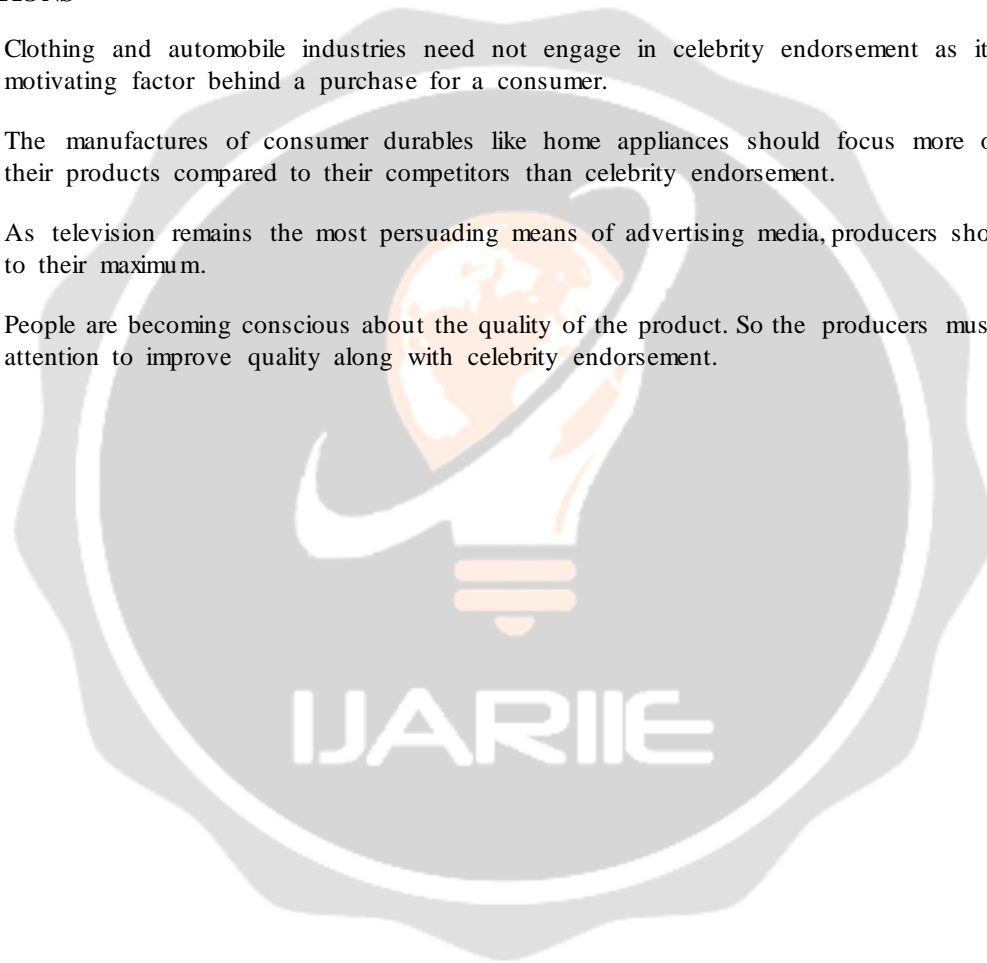 Clothing and automobile industries need not engage in celebrity endorsement as it
motivating factor behind a purchase for a consumer.
The manufactures of consumer durables like home appliances should focus more
their products compared to their competitors than celebrity endorsement.
As television remains the most persuading means of advertising media, producers
to their maximum.
People are becoming conscious about the quality of the product. So the producers
attention to improve quality along with celebrity endorsement.
IJARIIE